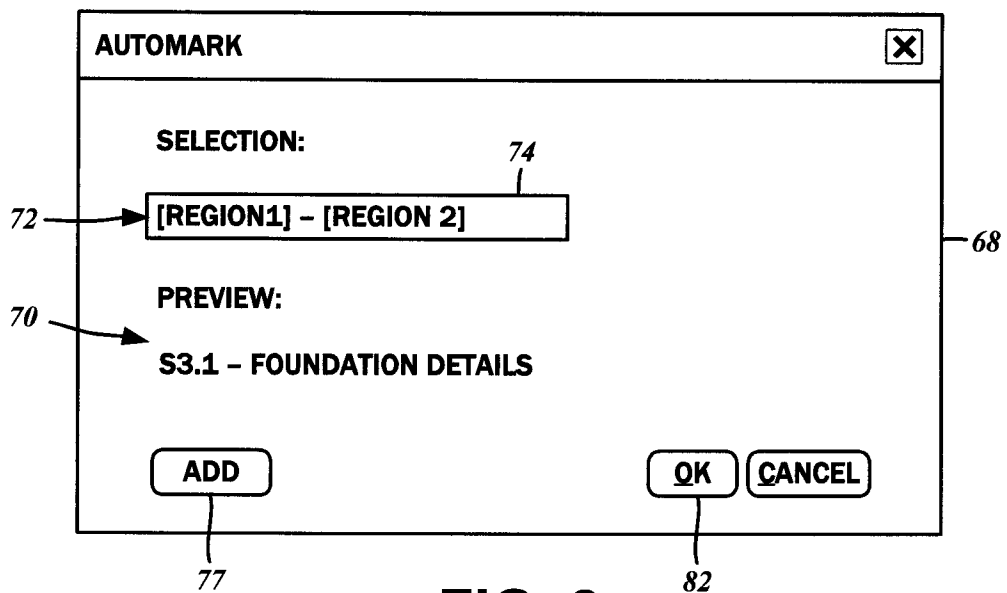 AUTOMARK
SELECTION:
74
72
[REGION1] – [REGION 2]
68
PREVIEW:
70
S3.1 – FOUNDATION DETAILS
ADD
OK
CANCEL
77
82